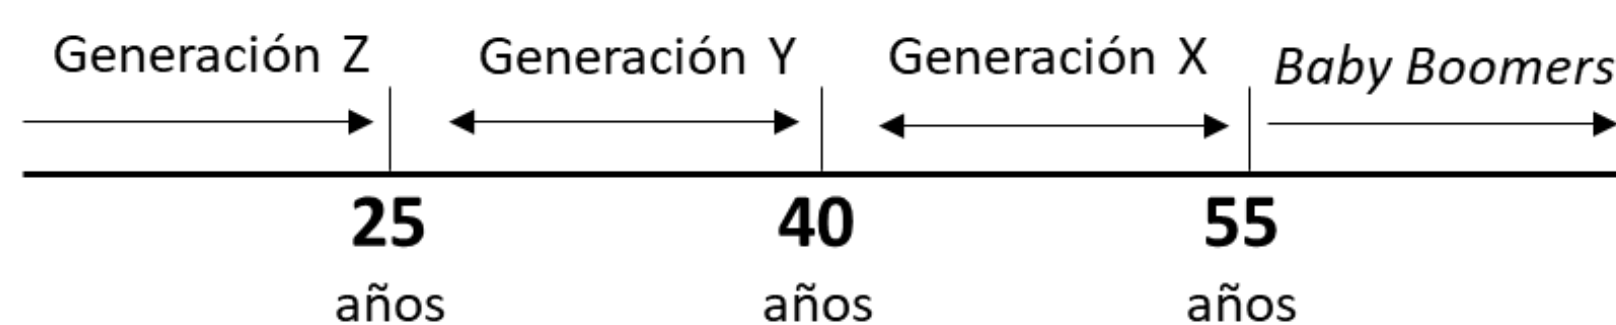 Generación Z Generación Y Generación X Baby Boomers
25 40 55
años años años